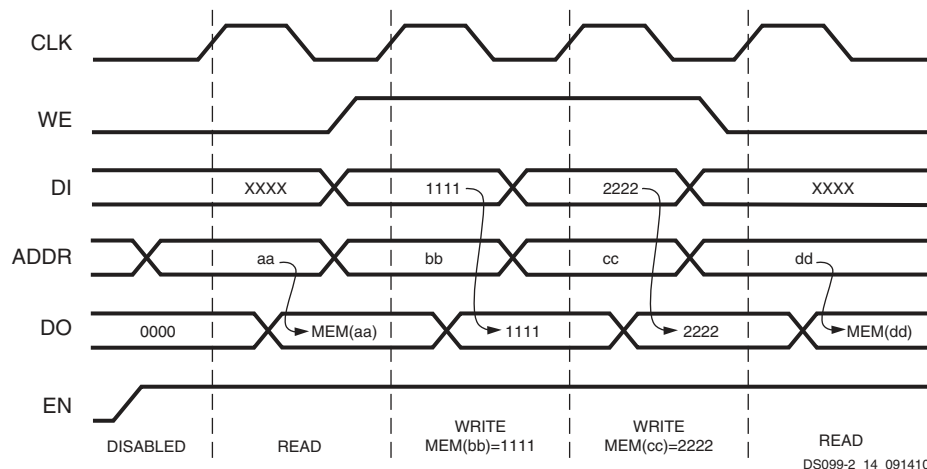 CLK
WE
DI XXXX 1111 2222 XXXX
ADDR aa bb cc dd
DO 0000 MEM(aa) 1111 2222 MEM(dd)
EN
DISABLED READ WRITE MEM(bb)=1111 WRITE MEM(cc)=2222 READ
DS099-2_14_091410